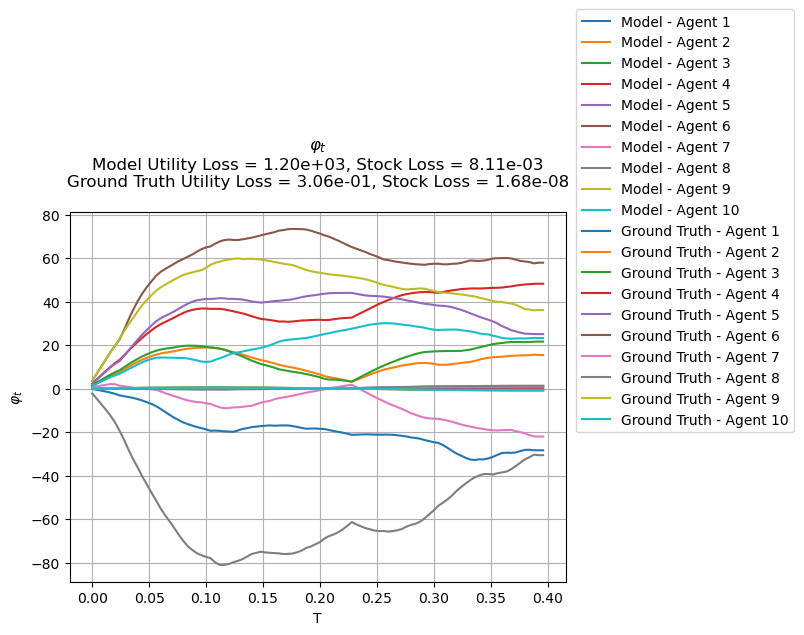 φt
Model Utility Loss = 1.20e+03, Stock Loss = 8.11e-03
Ground Truth Utility Loss = 3.06e-01, Stock Loss = 1.68e-08
80
60
40
20
0
−20
−40
−60
−80
φt
0.00 0.05 0.10 0.15 0.20 0.25 0.30 0.35 0.40
T
Model - Agent 1
Model - Agent 2
Model - Agent 3
Model - Agent 4
Model - Agent 5
Model - Agent 6
Model - Agent 7
Model - Agent 8
Model - Agent 9
Model - Agent 10
Ground Truth - Agent 1
Ground Truth - Agent 2
Ground Truth - Agent 3
Ground Truth - Agent 4
Ground Truth - Agent 5
Ground Truth - Agent 6
Ground Truth - Agent 7
Ground Truth - Agent 8
Ground Truth - Agent 9
Ground Truth - Agent 10